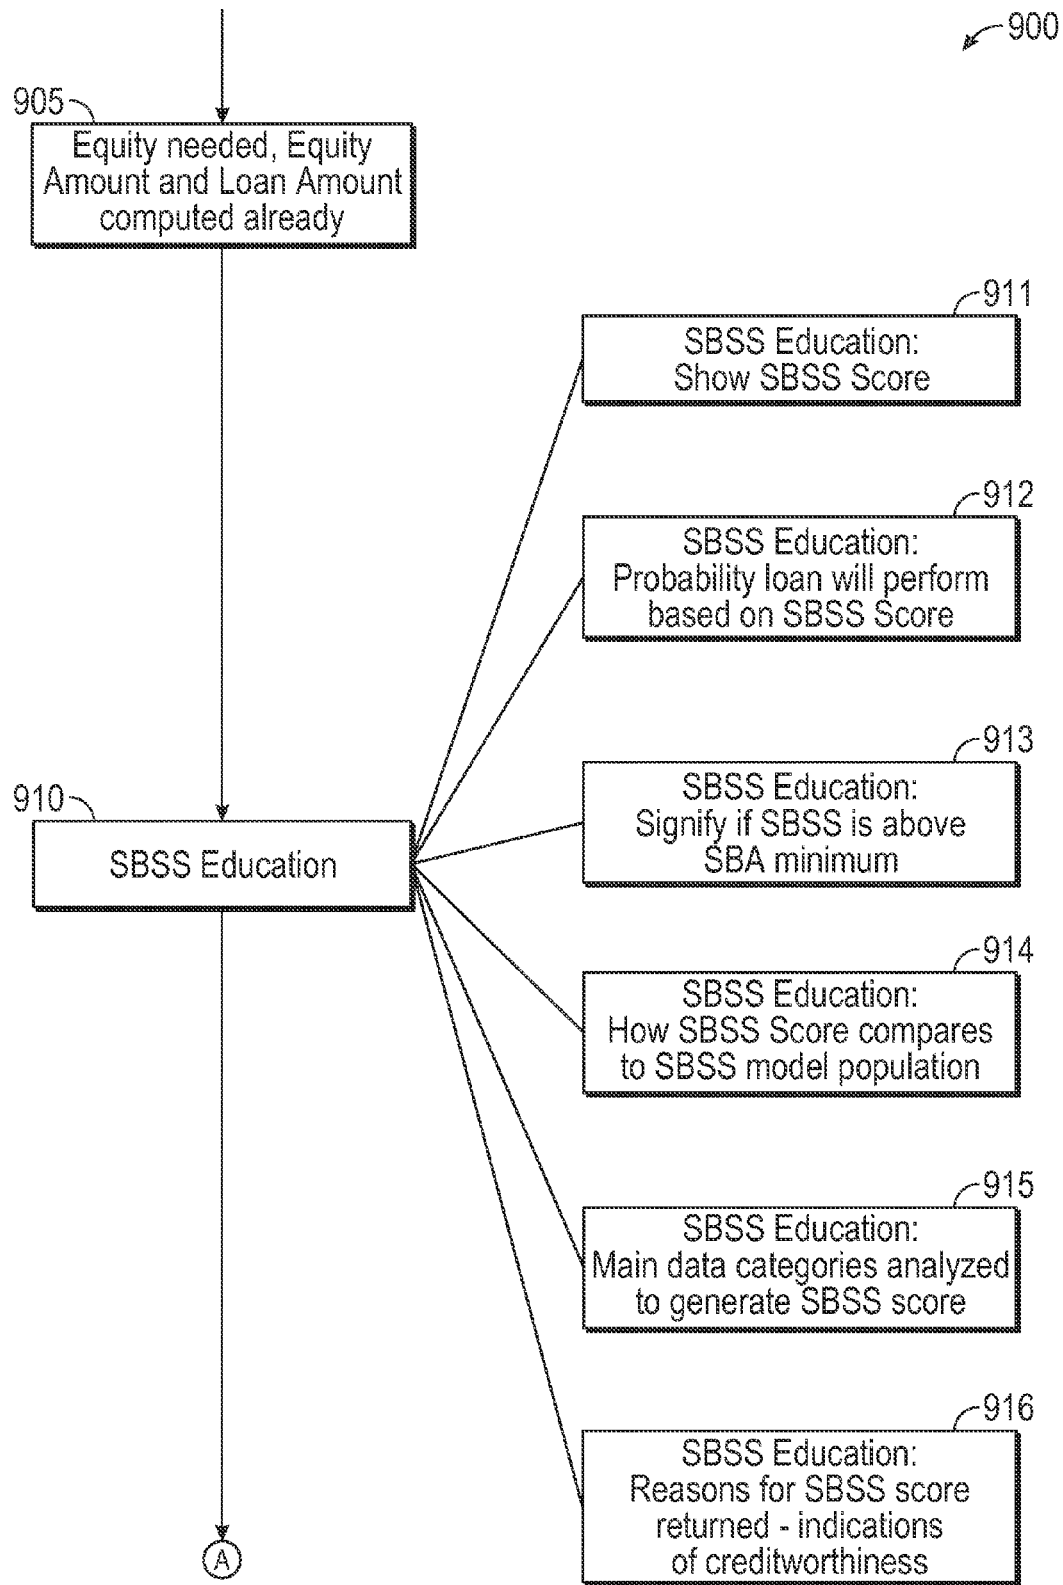 900
905
Equity needed, Equity
Amount and Loan Amount
computed already
911
SBSS Education:
Show SBSS Score
912
SBSS Education:
Probability loan will perform
based on SBSS Score
913
SBSS Education:
Signify if SBSS is above
SBA minimum
910
SBSS Education
914
SBSS Education:
How SBSS Score compares
to SBSS model population
915
SBSS Education:
Main data categories analyzed
to generate SBSS score
916
SBSS Education:
Reasons for SBSS score
returned - indications
of creditworthiness
A